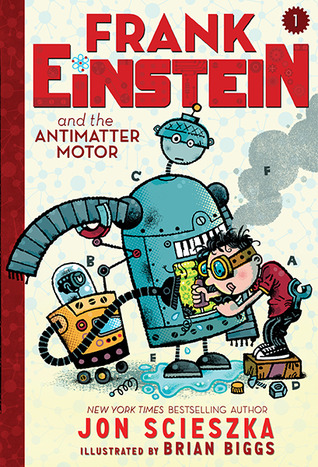 1
FRANK
EINSTEIN
and the
ANTIMATTER
MOTOR
C
F
B
A
E
D
NEW YORK TIMES BESTSELLING AUTHOR
JON SCIESZKA
ILLUSTRATED BY BRIAN BIGGS